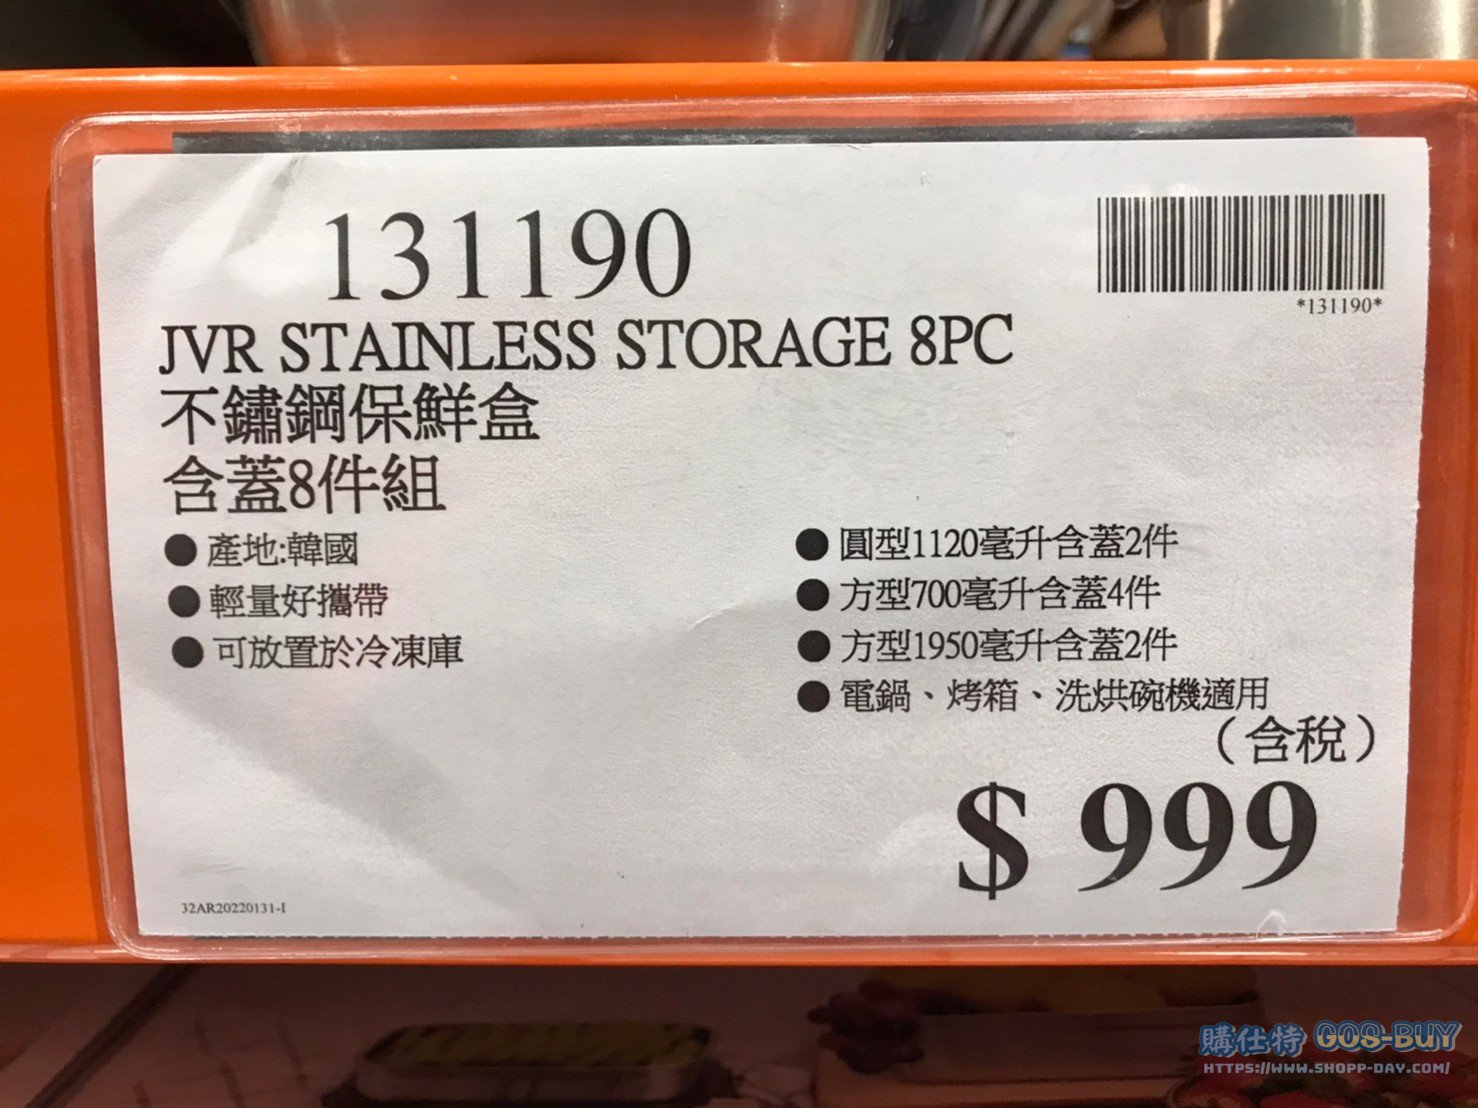 131190
*131190*
JVR STAINLESS STORAGE 8PC
不鏽鋼保鮮盒
含蓋8件組
● 產地:韓國
● 輕量好攜帶
● 可放置於冷凍庫
● 圓型1120毫升含蓋2件
● 方型700毫升含蓋4件
● 方型1950毫升含蓋2件
● 電鍋、烤箱、洗烘碗機適用
（含稅）
$ 999
32AR20220131-I
購仕特 GOS-BUY
HTTPS://WWW.SHOPP-DAY.COM/